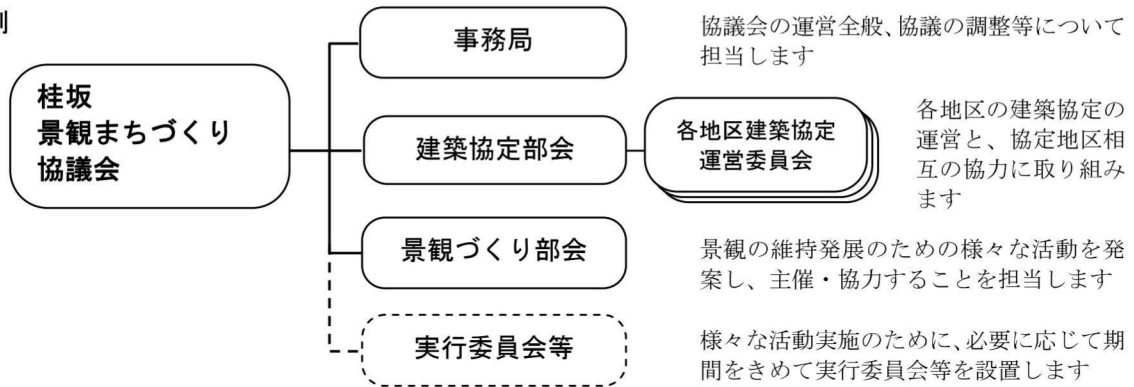 事務局
協議会の運営全般、協議の調整等について
担当します
桂坂
景観まちづくり
協議会
建築協定部会
各地区建築協定
運営委員会
各地区の建築協定の
運営と、協定地区相
互の協力に取り組み
ます
景観づくり部会
景観の維持発展のための様々な活動を発
案し、主催・協力することを担当します
実行委員会等
様々な活動実施のために、必要に応じて期
間をきめて実行委員会等を設置します